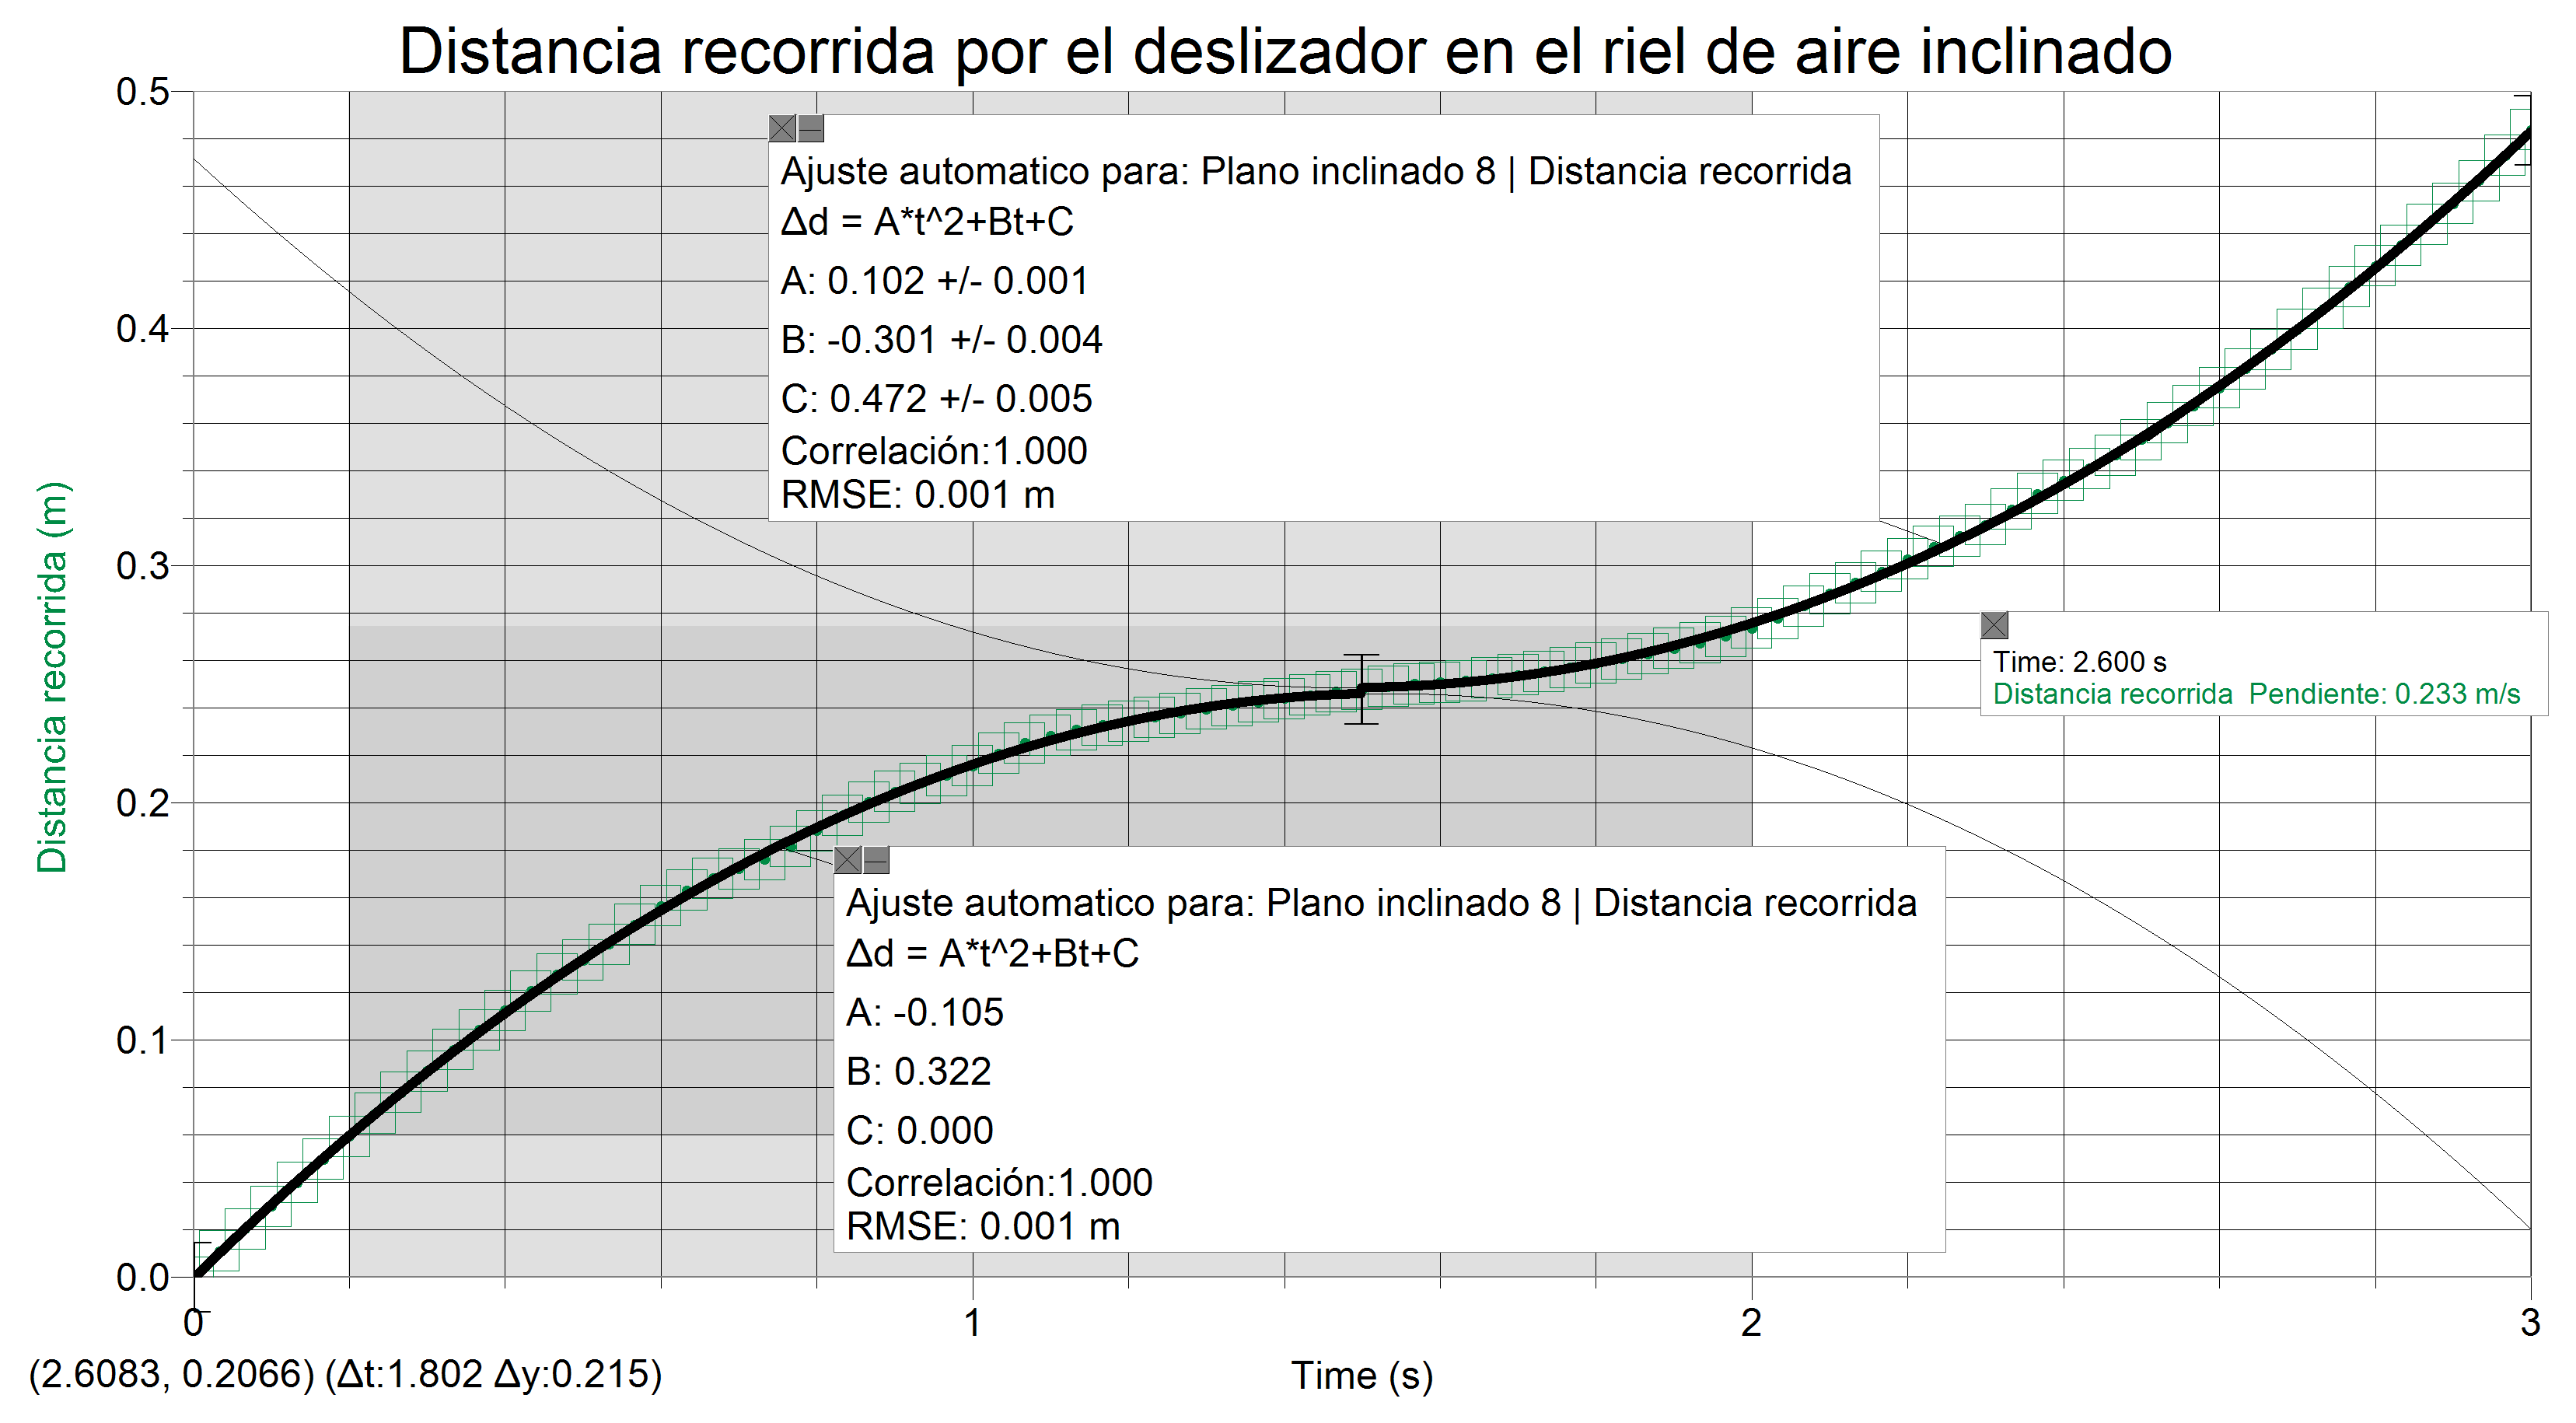 Distancia recorrida por el deslizador en el riel de aire inclinado
0.5
0.4
0.3
0.2
0.1
0.0
Distancia recorrida (m)
Ajuste automatico para: Plano inclinado 8 | Distancia recorrida
Δd = A*t^2+Bt+C
A: 0.102 +/- 0.001
B: -0.301 +/- 0.004
C: 0.472 +/- 0.005
Correlación:1.000
RMSE: 0.001 m
Time: 2.600 s
Distancia recorrida  Pendiente: 0.233 m/s
Ajuste automatico para: Plano inclinado 8 | Distancia recorrida
Δd = A*t^2+Bt+C
A: -0.105
B: 0.322
C: 0.000
Correlación:1.000
RMSE: 0.001 m
0 1 2 3
(2.6083, 0.2066) (Δt:1.802 Δy:0.215)
Time (s)